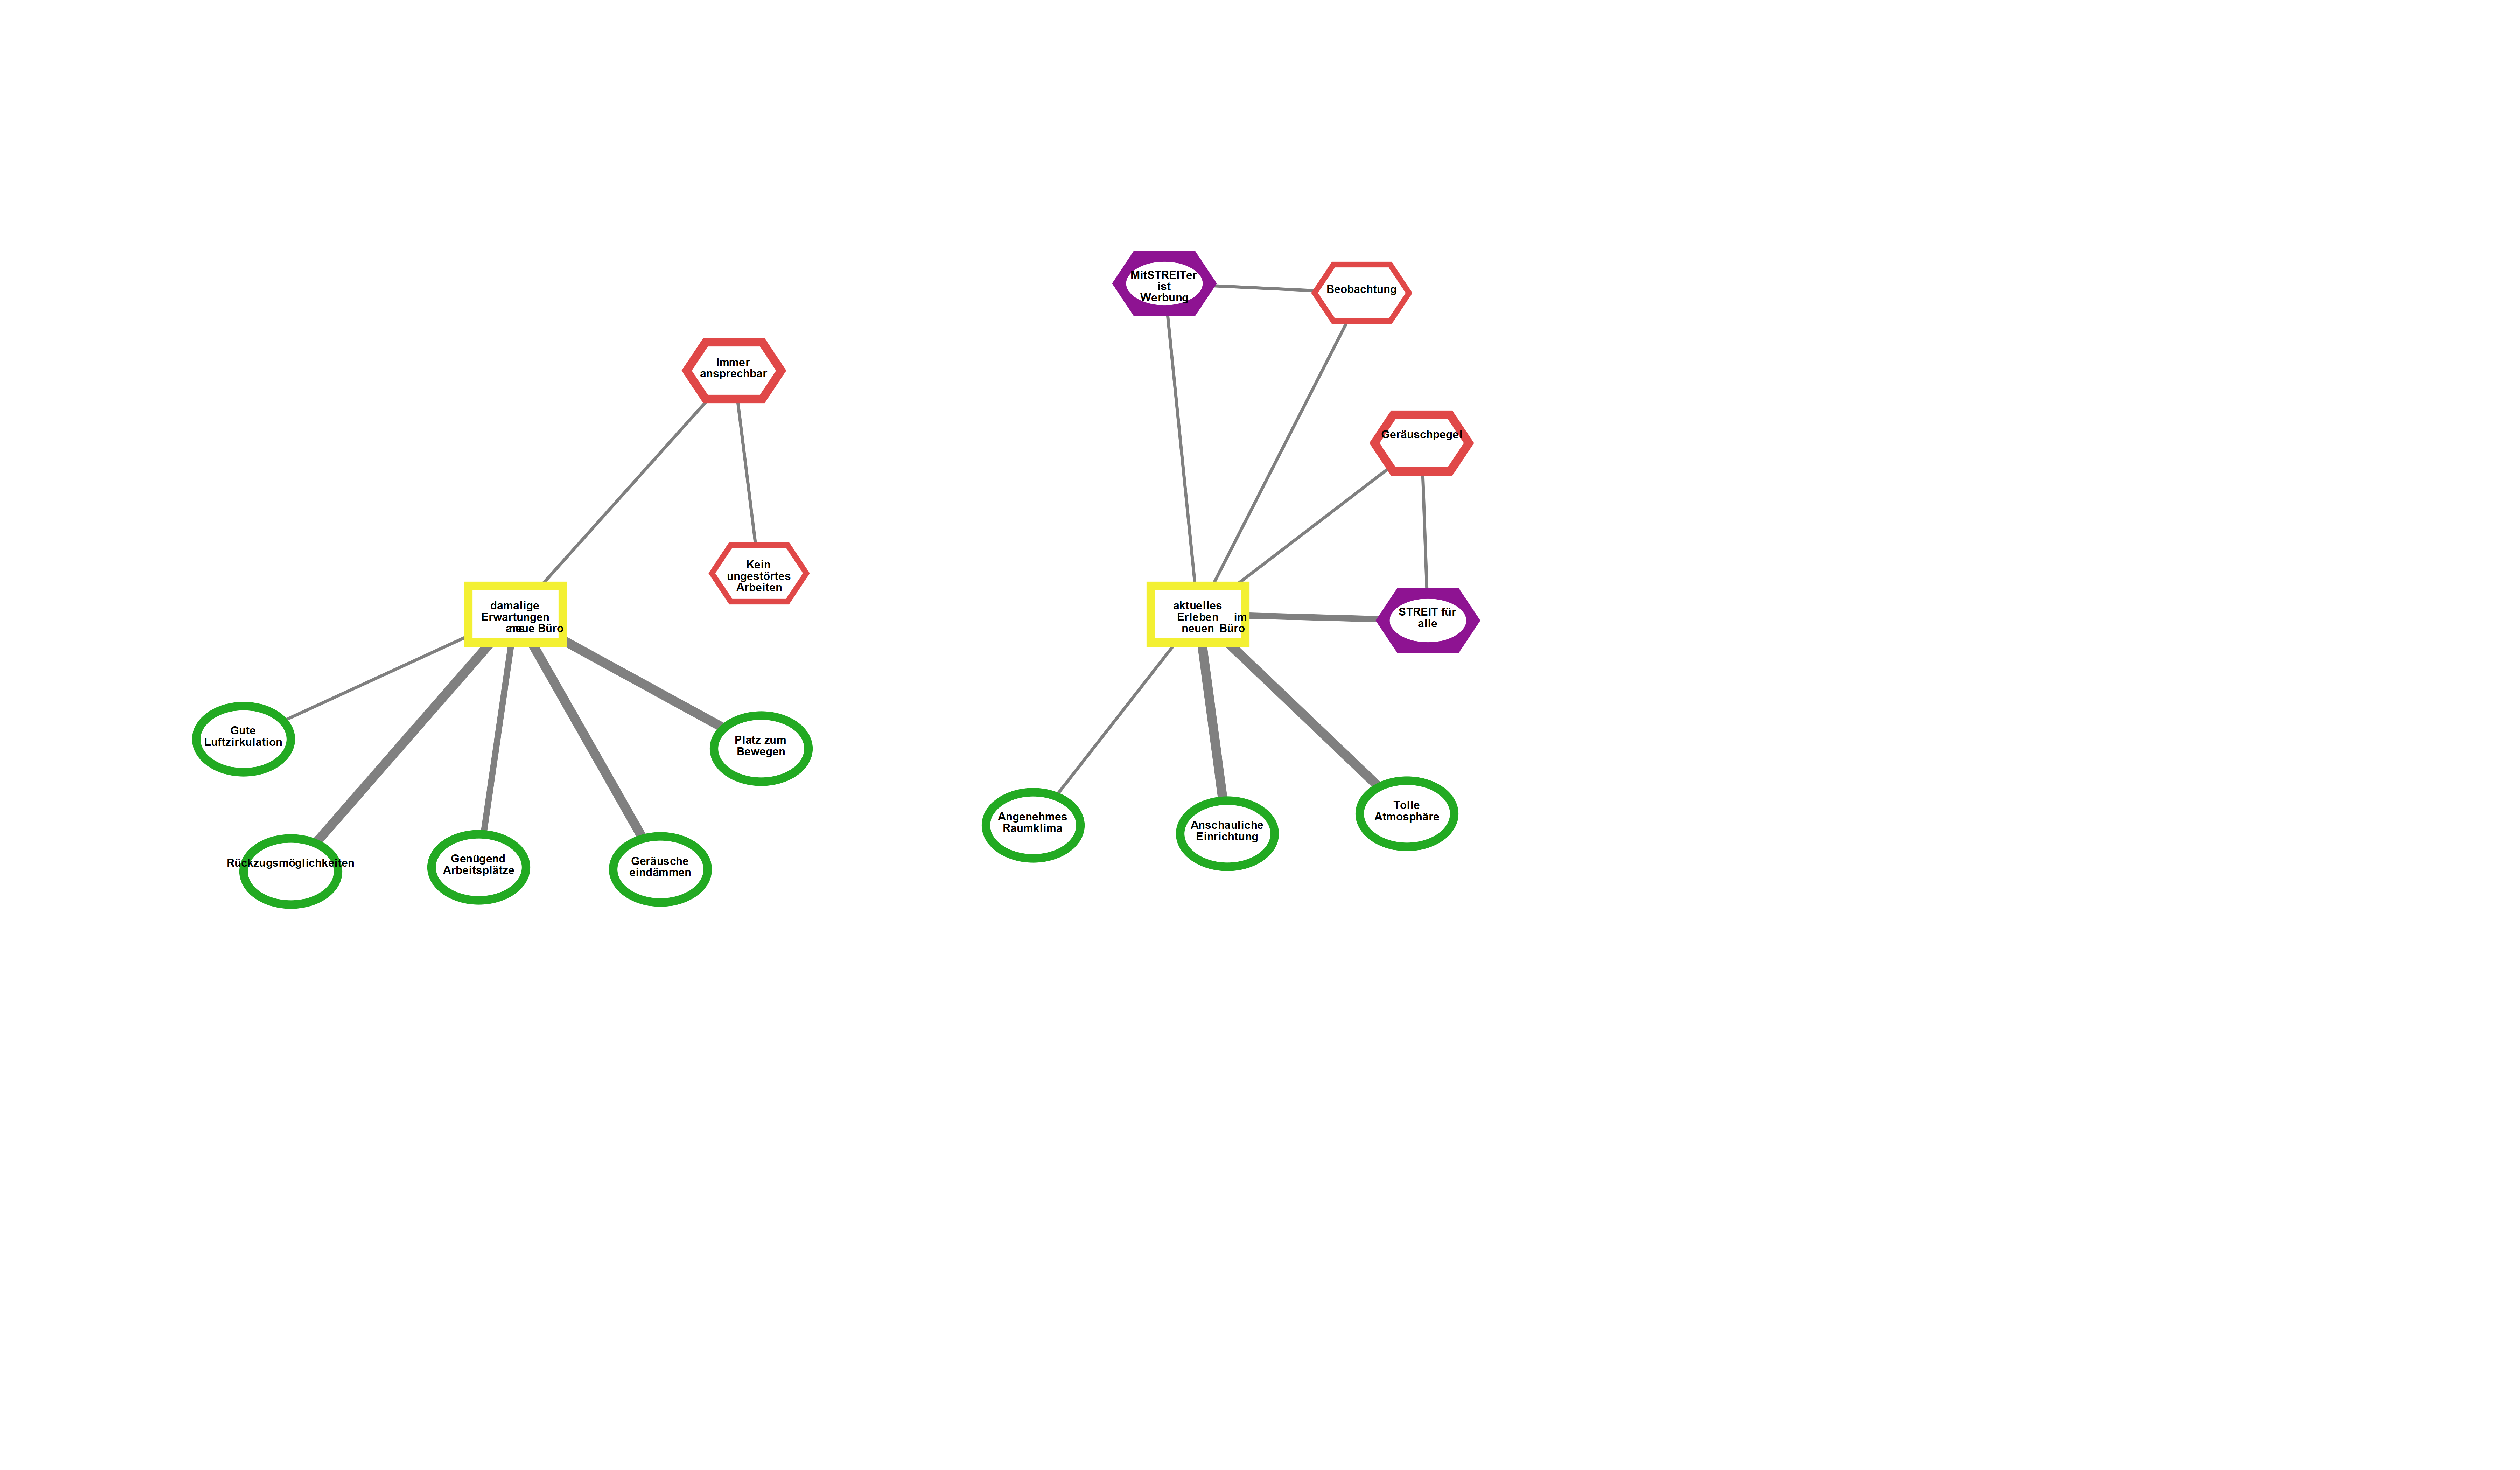 MitSTREITer
ist
Werbung
Beobachtung
Immer
ansprechbar
Geräuschpegel
Kein
ungestörtes
Arbeiten
damalige
Erwartungen
ans neue Büro
aktuelles
Erleben im
neuen Büro
STREIT für
alle
Gute
Luftzirkulation
Platz zum
Bewegen
Rückzugsmöglichkeiten
Genügend
Arbeitsplätze
Geräusche
eindämmen
Angenehmes
Raumklima
Anschauliche
Einrichtung
Tolle
Atmosphäre